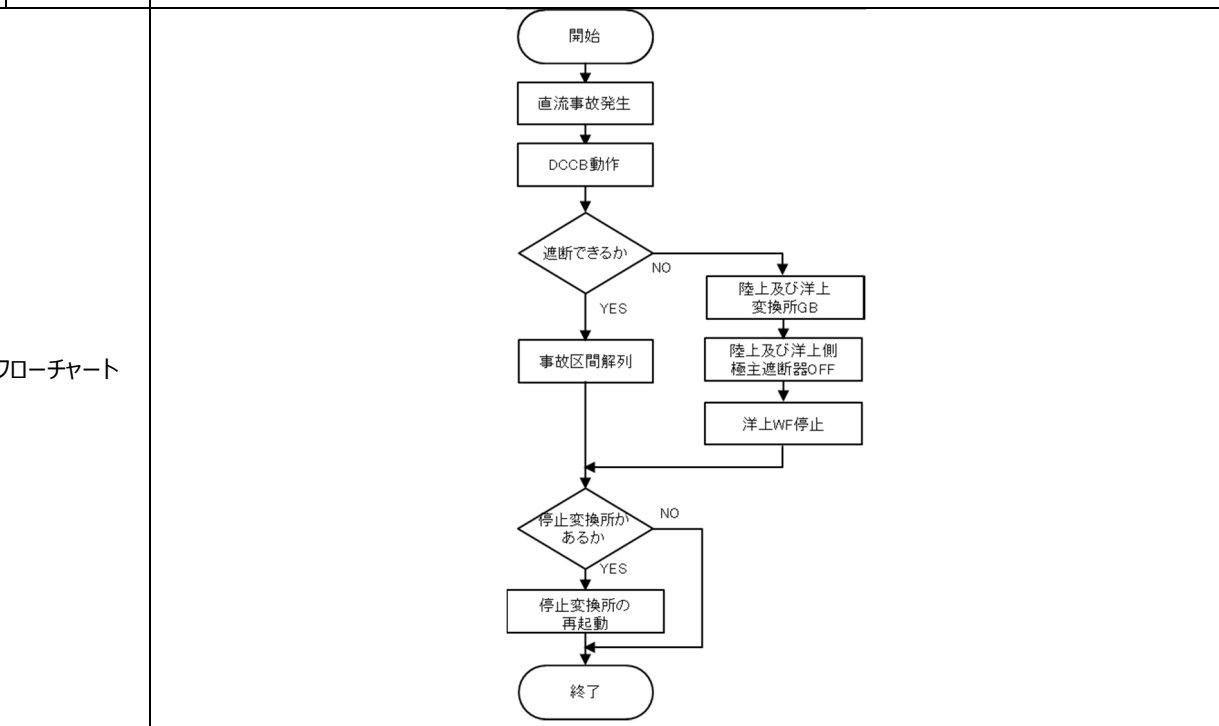 フローチャート
開始
直流事故発生
DCCB動作
遮断できるか
NO
YES
陸上及び洋上
変換所GB
陸上及び洋上側
極主遮断器OFF
洋上WF停止
事故区間解列
停止変換所が
あるか
NO
YES
停止変換所の
再起動
終了